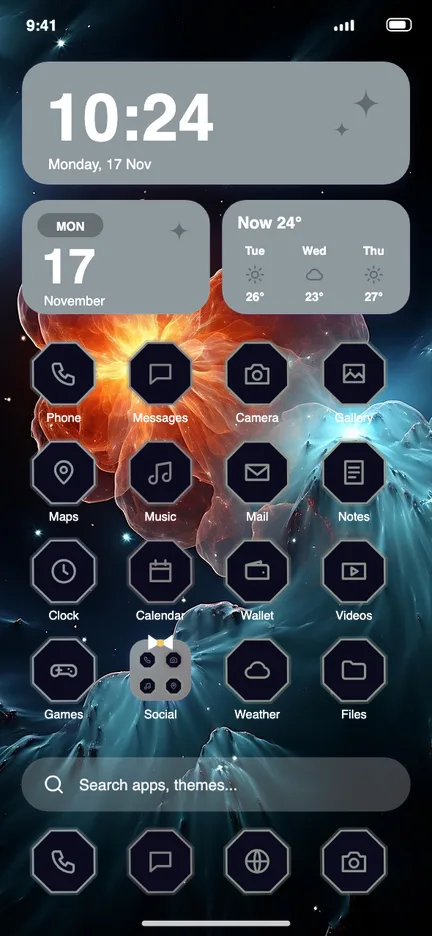 9:41
10:24
Monday, 17 Nov
MON
17
November
Now 24°
Tue Wed Thu
26° 23° 27°
Phone Messages Camera Gallery
Maps Music Mail Notes
Clock Calendar Wallet Videos
Games Social Weather Files
Search apps, themes...